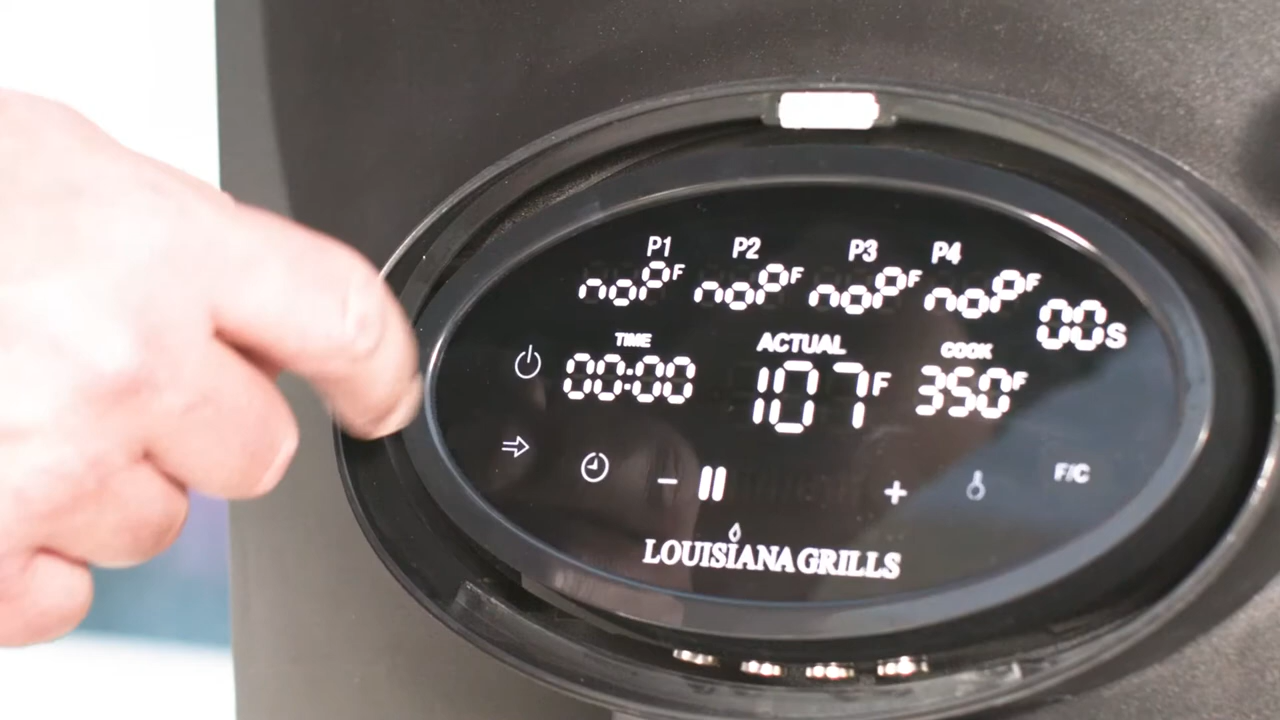 P1 P2 P3 P4
noPF noPF noPF noPF 00S
TIME ACTUAL COOK
00:00 107F 350F
- + F/C
LOUISIANA GRILLS